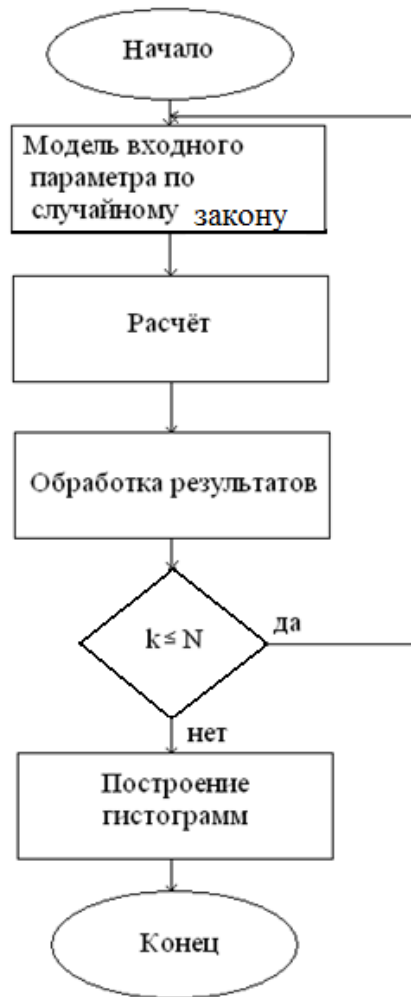 Начало
Модель входного
параметра по
случайному закону
Расчёт
Обработка результатов
k ≤ N
да
нет
Построение
гистограмм
Конец